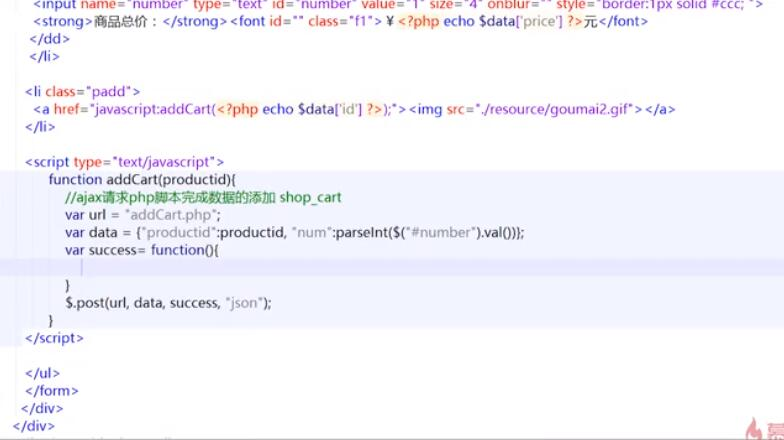 <input name="number" type="text" id="number" value="1" size="4" onblur="" style="border:1px solid #ccc; ">
<strong>商品总价：</strong><font id="" class="f1">￥<?php echo $data['price'] ?>元</font>
</dd>
</li>
<li class="padd">
<a href="javascript:addCart(<?php echo $data['id'] ?>);"><img src="./resource/goumai2.gif"></a>
</li>
<script type="text/javascript">
function addCart(productid){
//ajax请求php脚本完成数据的添加 shop_cart
var url = "addCart.php";
var data = {"productid":productid, "num":parseInt($("#number").val())};
var success= function(){
}
$.post(url, data, success, "json");
}
</script>
</ul>
</form>
</div>
</div>